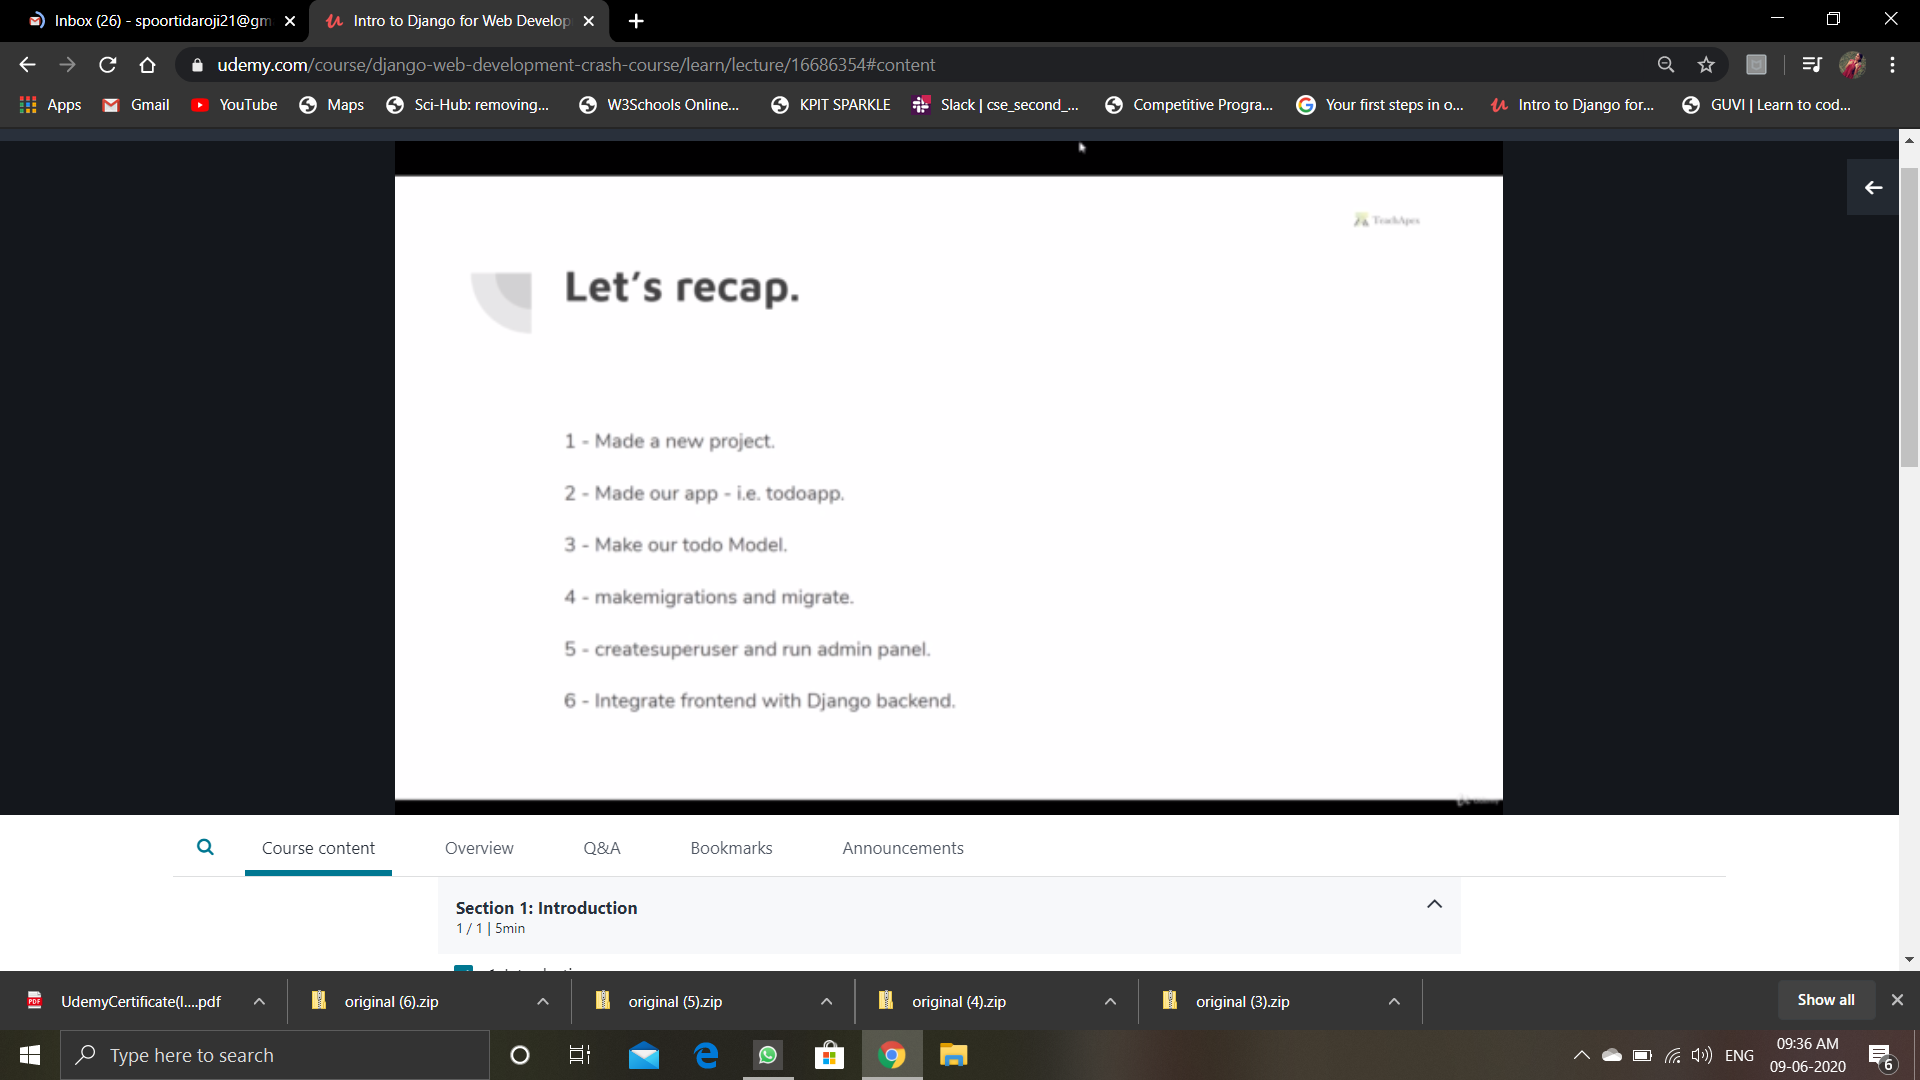 Inbox (26) - spoortidaroji21@gm
Intro to Django for Web Develop
udemy.com/course/django-web-development-crash-course/learn/lecture/16686354#content
Apps
Gmail
YouTube
Maps
Sci-Hub: removing...
W3Schools Online...
KPIT SPARKLE
Slack | cse_second_...
Competitive Progra...
Your first steps in o...
Intro to Django for...
GUVI | Learn to cod...
TeachApex
Let's recap.
1 - Made a new project.
2 - Made our app - i.e. todoapp.
3 - Make our todo Model.
4 - makemigrations and migrate.
5 - createsuperuser and run admin panel.
6 - Integrate frontend with Django backend.
Course content
Overview
Q&A
Bookmarks
Announcements
Section 1: Introduction
1 / 1 | 5min
UdemyCertificate(I....pdf
original (6).zip
original (5).zip
original (4).zip
original (3).zip
Show all
Type here to search
ENG
09:36 AM
09-06-2020
6